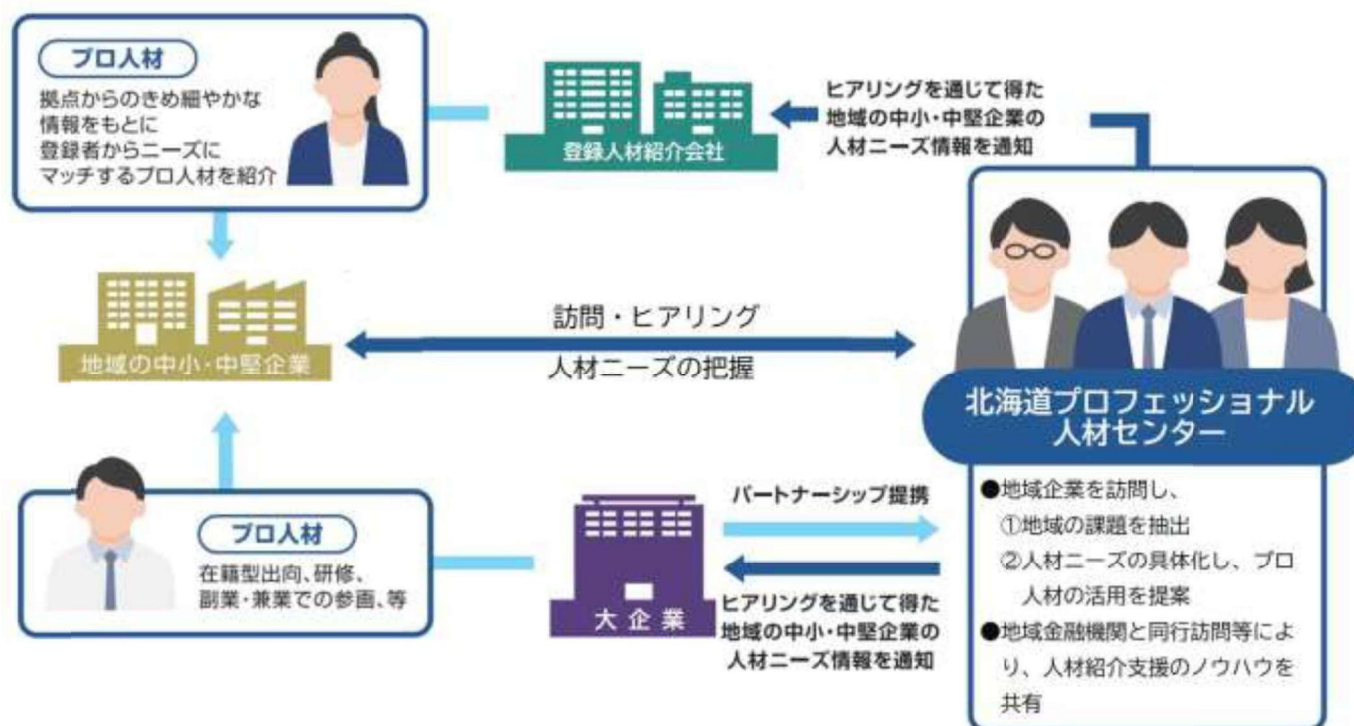 プロ人材
拠点からのきめ細やかな
情報をもとに
登録者からニーズに
マッチするプロ人材を紹介
登録人材紹介会社
ヒアリングを通じて得た
地域の中小・中堅企業の
人材ニーズ情報を通知
地域の中小・中堅企業
訪問・ヒアリング
人材ニーズの把握
北海道プロフェッショナル
人材センター
●地域企業を訪問し、
①地域の課題を抽出
②人材ニーズの具体化し、プロ
人材の活用を提案
●地域金融機関と同行訪問等によ
り、人材紹介支援のノウハウを
共有
プロ人材
在籍型出向、研修、
副業・兼業での参画、等
大企業
パートナーシップ提携
ヒアリングを通じて得た
地域の中小・中堅企業の
人材ニーズ情報を通知